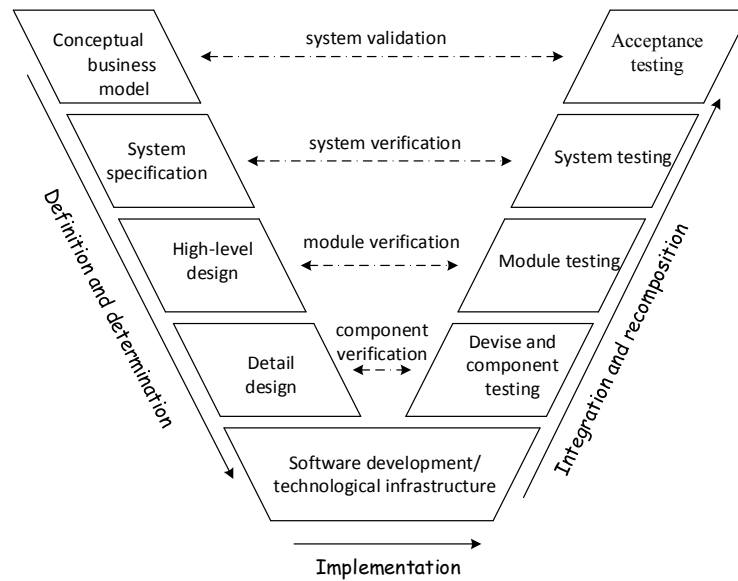 Conceptual
business
model
system validation
Acceptance
testing
System
specification
system verification
System testing
High-level
design
module verification
Module testing
Detail
design
component
verification
Devise and
component
testing
Software development/
technological infrastructure
Definition and determination
Implementation
Integration and recomposition